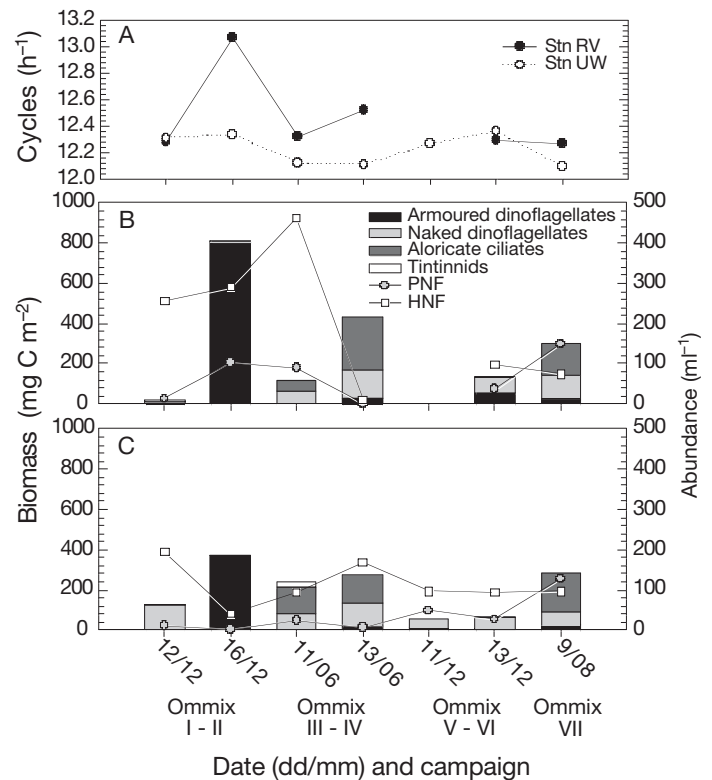 13.2
13.0
12.8
12.6
12.4
12.2
12.0
Cycles (h–1)
A
Stn RV
Stn UW
1000
800
600
400
200
0
B
Armoured dinoflagellates
Naked dinoflagellates
Aloricate ciliates
Tintinnids
PNF
HNF
500
400
300
200
100
0
Biomass (mg C m–2)
Abundance (ml–1)
1000
800
600
400
200
0
C
500
400
300
200
100
0
12/12
16/12
11/06
13/06
11/12
13/12
9/08
Ommix Ommix Ommix Ommix
I - II III - IV V - VI VII
Date (dd/mm) and campaign